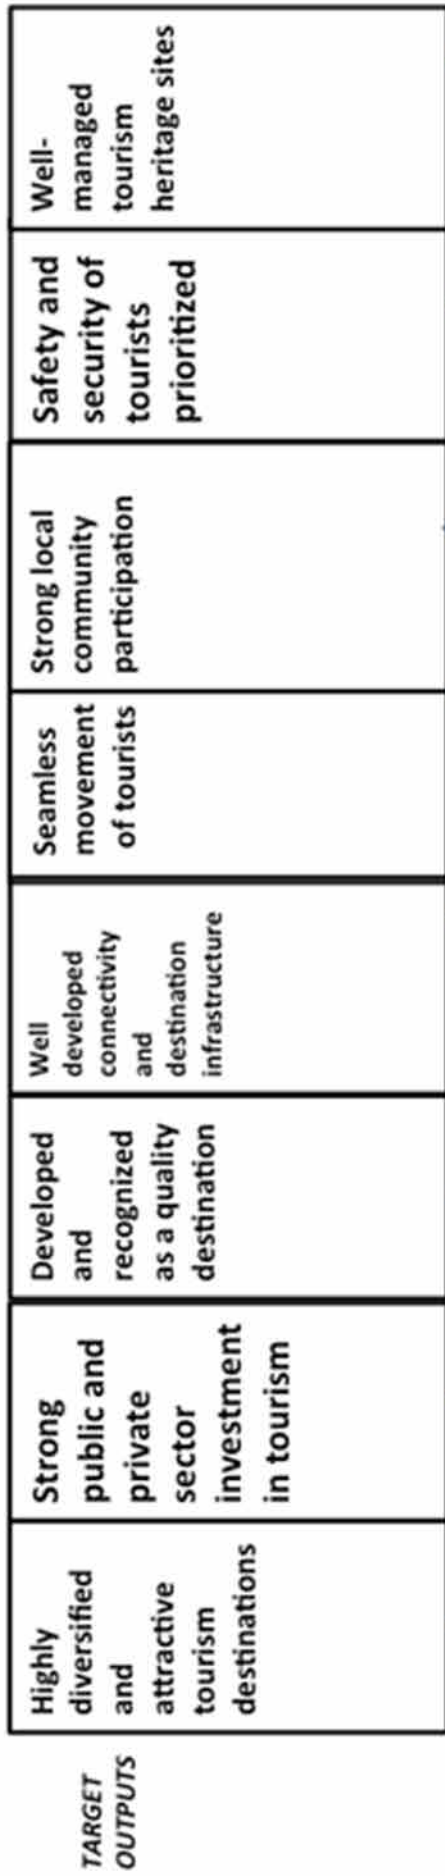 TARGET
OUTPUTS
Highly
diversified
and
attractive
tourism
destinations
Strong
public and
private
sector
investment
in tourism
Developed
and
recognized
as a quality
destination
Well
developed
connectivity
and
destination
infrastructure
Seamless
movement
of tourists
Strong local
community
participation
Safety and
security of
tourists
prioritized
Well-
managed
tourism
heritage sites